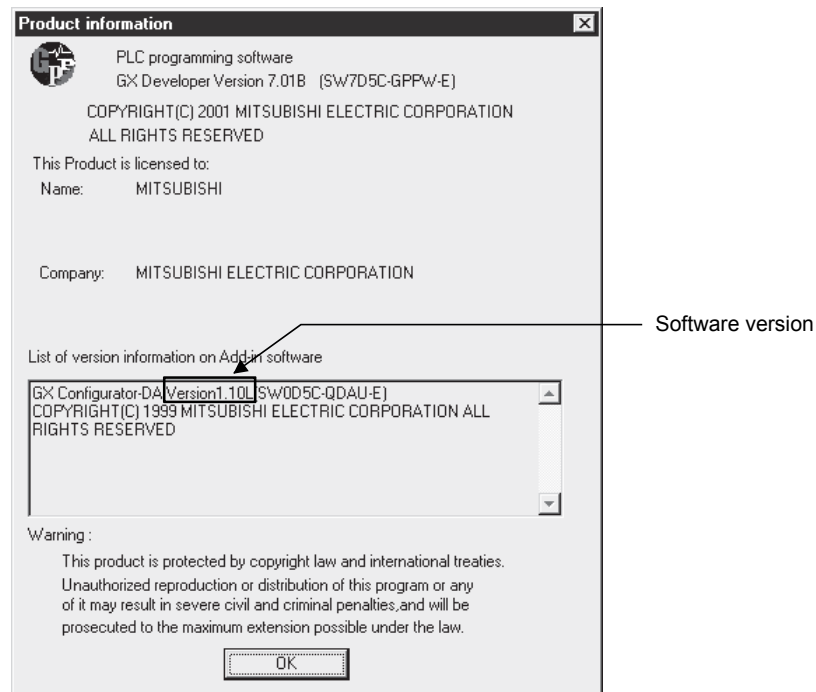 Product information
GPPE
PLC programming software
GX Developer Version 7.01B (SW7D5C-GPPW-E)
COPYRIGHT(C) 2001 MITSUBISHI ELECTRIC CORPORATION
ALL RIGHTS RESERVED
This Product is licensed to:
Name: MITSUBISHI
Company: MITSUBISHI ELECTRIC CORPORATION
Software version
List of version information on Add-in software
GX Configurator-DA Version1.10L(SW0D5C-QDAU-E)
COPYRIGHT(C) 1999 MITSUBISHI ELECTRIC CORPORATION ALL
RIGHTS RESERVED
Warning :
This product is protected by copyright law and international treaties.
Unauthorized reproduction or distribution of this program or any
of it may result in severe civil and criminal penalties,and will be
prosecuted to the maximum extension possible under the law.
OK